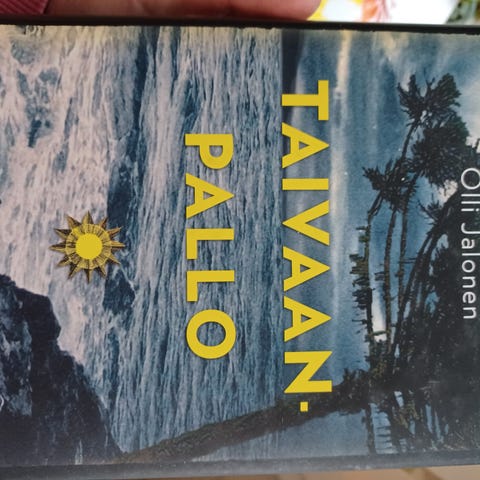 Olli Jalonen
TAIVAAN-
PALLO